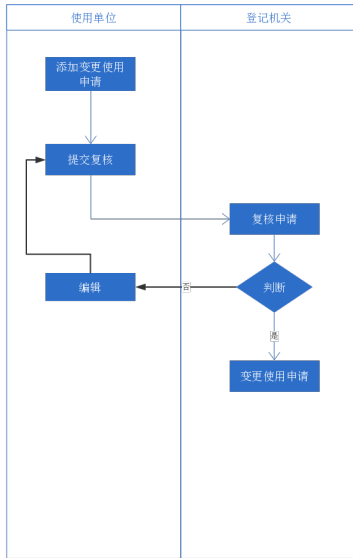 使用单位
登记机关
添加变更使用
申请
提交复核
复核申请
编辑
否
判断
是
变更使用申请